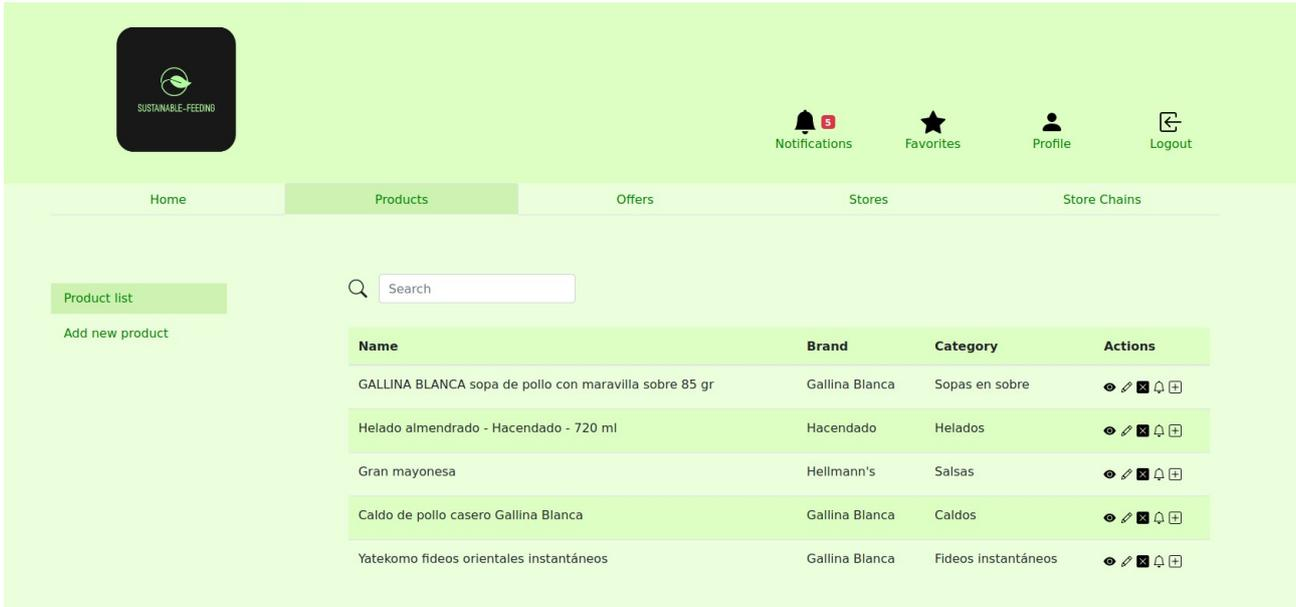 SUSTAINABLE-FEEDING
5
Notifications Favorites Profile Logout
Home Products Offers Stores Store Chains
Product list
Add new product
Search
Name Brand Category Actions
GALLINA BLANCA sopa de pollo con maravilla sobre 85 gr Gallina Blanca Sopas en sobre
Helado almendrado - Hacendado - 720 ml Hacendado Helados
Gran mayonesa Hellmann's Salsas
Caldo de pollo casero Gallina Blanca Gallina Blanca Caldos
Yatekomo fideos orientales instantáneos Gallina Blanca Fideos instantáneos